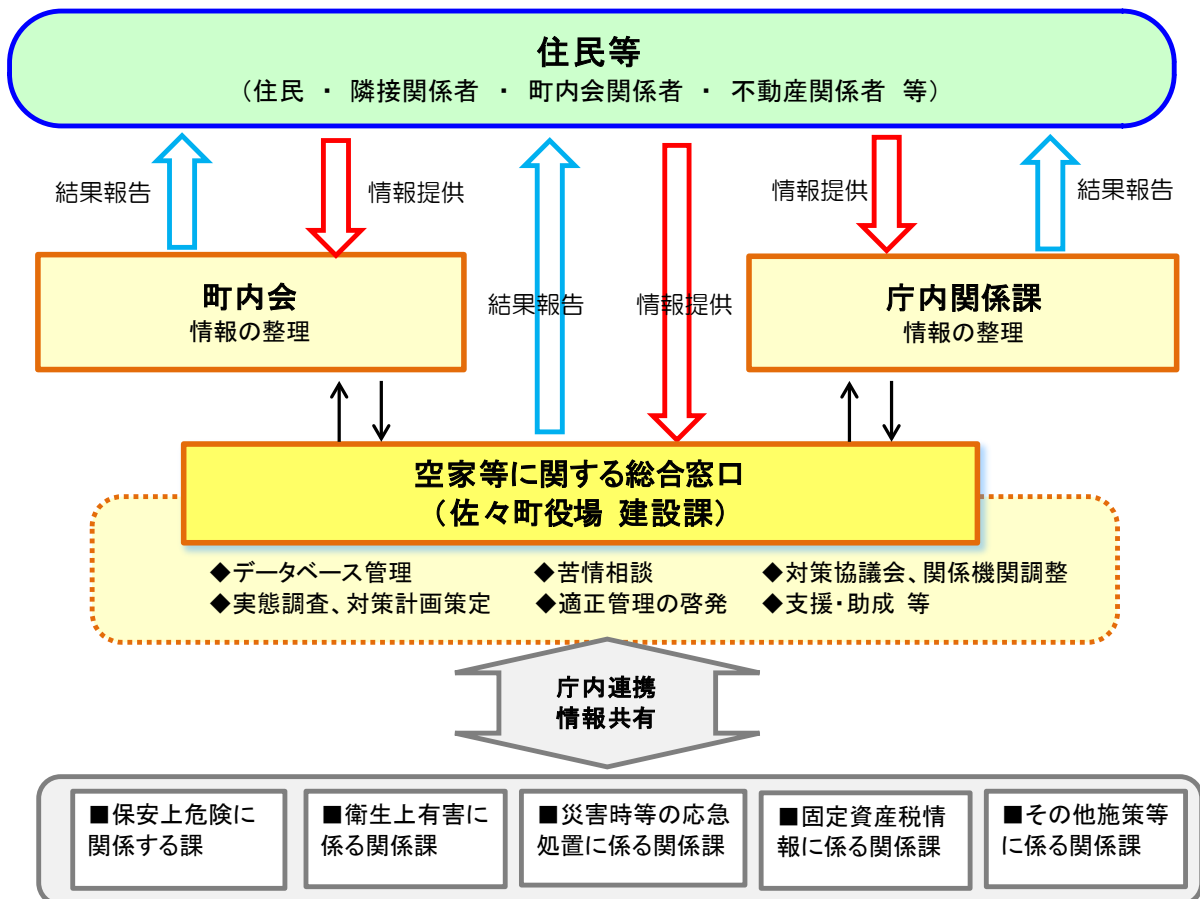 住民等
（住民 ・ 隣接関係者 ・ 町内会関係者 ・ 不動産関係者 等）
結果報告
情報提供
情報提供
結果報告
町内会
情報の整理
結果報告
情報提供
庁内関係課
情報の整理
空家等に関する総合窓口
（佐々町役場 建設課）
◆データベース管理
◆苦情相談
◆対策協議会、関係機関調整
◆実態調査、対策計画策定
◆適正管理の啓発
◆支援・助成 等
庁内連携
情報共有
■保安上危険に
関係する課
■衛生上有害に
係る関係課
■災害時等の応急
処置に係る関係課
■固定資産税情
報に係る関係課
■その他施策等
に係る関係課